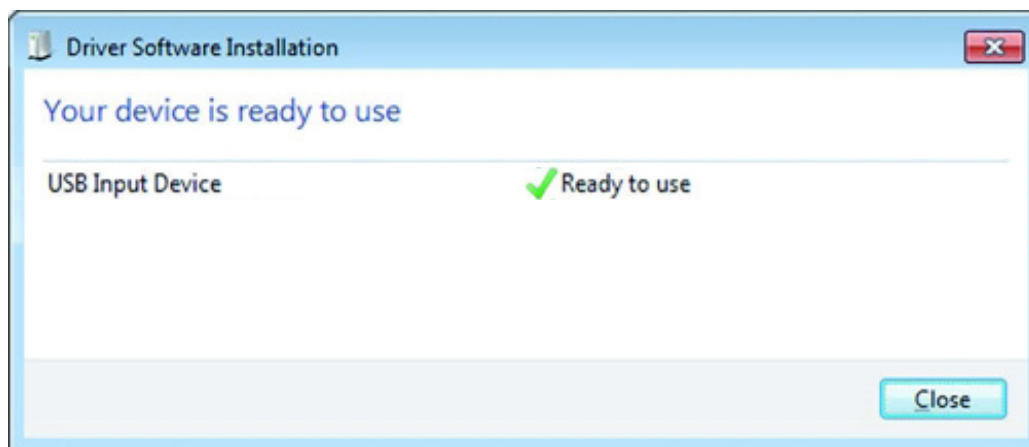 Driver Software Installation
Your device is ready to use
USB Input Device Ready to use
Close